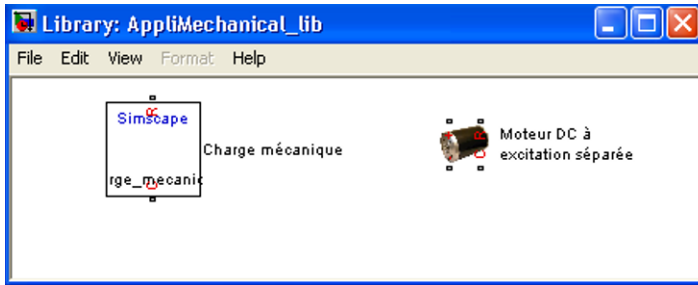 Library: AppliMechanical_lib
File Edit View Format Help
Simscape
R
Charge mécanique
rge_mecanic
C
Moteur DC à
excitation séparée
R
C